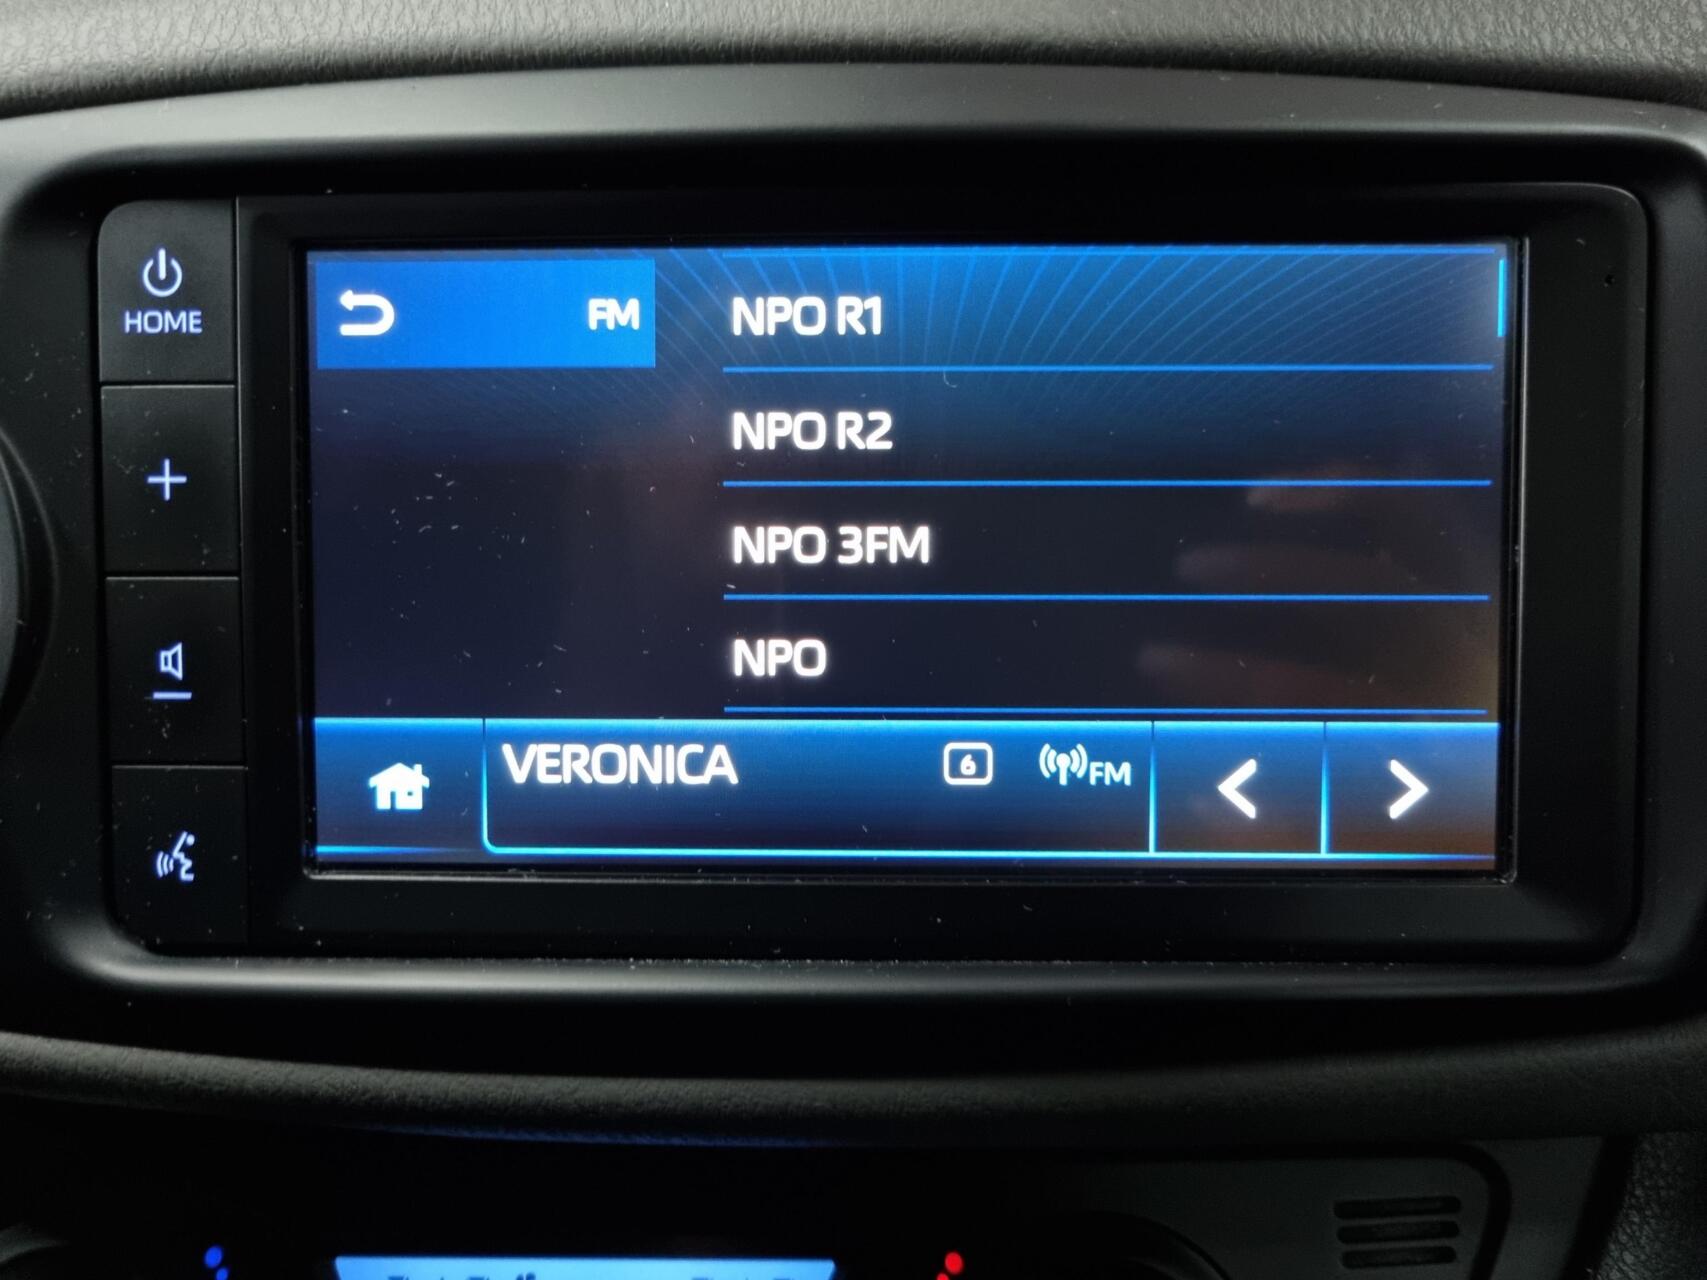 HOME
FM
NPO R1
NPO R2
NPO 3FM
NPO
VERONICA 6 FM